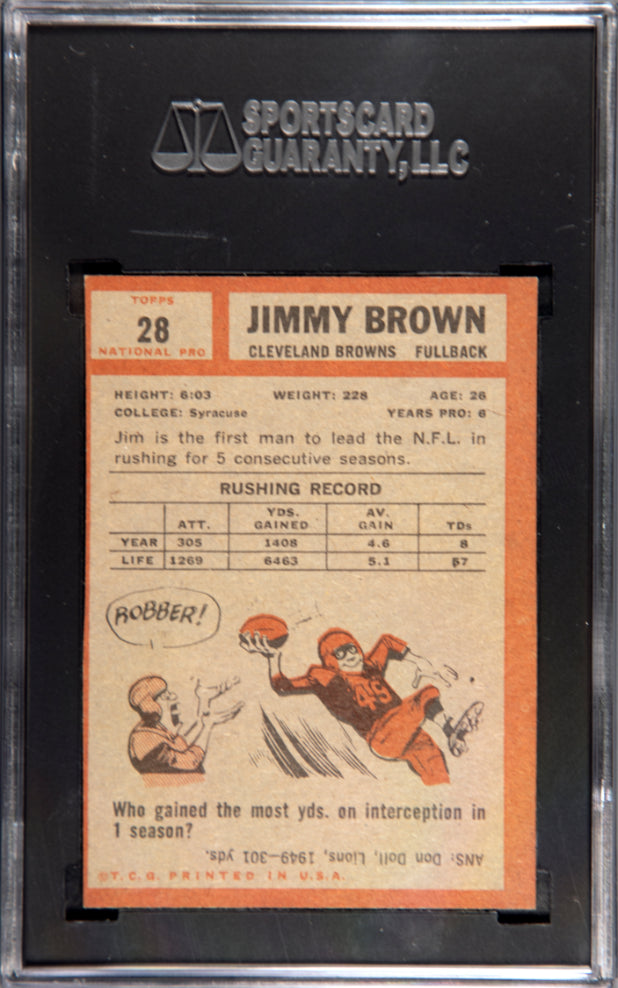 SPORTSCARD
GUARANTY, LLC
TOPPS
28
NATIONAL PRO
JIMMY BROWN
CLEVELAND BROWNS FULLBACK
HEIGHT: 6:03 WEIGHT: 228 AGE: 26
COLLEGE: Syracuse YEARS PRO: 6
Jim is the first man to lead the N.F.L. in
rushing for 5 consecutive seasons.
RUSHING RECORD
ATT. YDS. GAINED AV. GAIN TDs
YEAR 305 1408 4.6 8
LIFE 1269 6463 5.1 57
ROBBER!
49
Who gained the most yds. on interception in
1 season?
ANS: Don Doll, Lions, 1949—301 yds.
©T.C.G. PRINTED IN U.S.A.